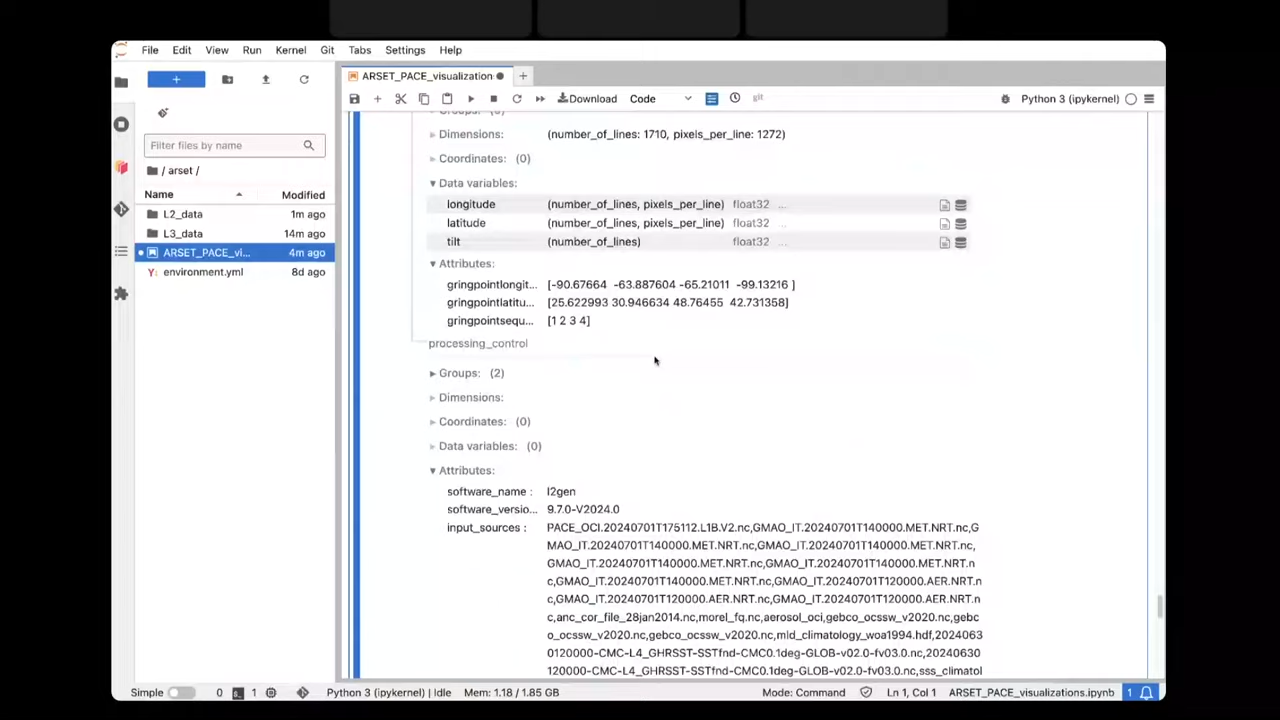 File Edit View Run Kernel Git Tabs Settings Help
ARSET_PACE_visualization
Download Code git Python 3 (ipykernel)
Filter files by name
/ arset /
Name Modified
L2_data 1m ago
L3_data 14m ago
ARSET_PACE_vi... 4m ago
Y: environment.yml 8d ago
Groups: (0)
Dimensions: (number_of_lines: 1710, pixels_per_line: 1272)
Coordinates: (0)
Data variables:
longitude (number_of_lines, pixels_per_line) float32 ...
latitude (number_of_lines, pixels_per_line) float32 ...
tilt (number_of_lines) float32 ...
Attributes:
gringpointlongit... [-90.67664 -63.887604 -65.21011 -99.13216 ]
gringpointlatitu... [25.622993 30.946634 48.76455 42.731358]
gringpointsequ... [1 2 3 4]
processing_control
Groups: (2)
Dimensions:
Coordinates: (0)
Data variables: (0)
Attributes:
software_name : l2gen
software_versio... 9.7.0-V2024.0
input_sources : PACE_OCI.20240701T175112.L1B.V2.nc,GMAO_IT.20240701T140000.MET.NRT.nc,G
MAO_IT.20240701T140000.MET.NRT.nc,GMAO_IT.20240701T140000.MET.NRT.nc,
GMAO_IT.20240701T140000.MET.NRT.nc,GMAO_IT.20240701T140000.MET.NRT.n
c,GMAO_IT.20240701T140000.MET.NRT.nc,GMAO_IT.20240701T120000.AER.NRT.n
c,GMAO_IT.20240701T120000.AER.NRT.nc,GMAO_IT.20240701T120000.AER.NRT.n
c,anc_cor_file_28jan2014.nc,morel_fq.nc,aerosol_oci,gebco_ocssw_v2020.nc,gebc
o_ocssw_v2020.nc,gebco_ocssw_v2020.nc,mld_climatology_woa1994.hdf,2024063
0120000-CMC-L4_GHRSST-SSTfnd-CMC0.1deg-GLOB-v02.0-fv03.0.nc,20240630
120000-CMC-L4_GHRSST-SSTfnd-CMC0.1deg-GLOB-v02.0-fv03.0.nc,sss_climatol
Simple 0 1 Python 3 (ipykernel) | Idle Mem: 1.18 / 1.85 GB Mode: Command Ln 1, Col 1 ARSET_PACE_visualizations.ipynb 1